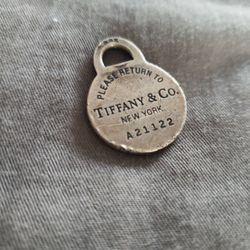 PLEASE RETURN TO
TIFFANY & CO.
NEW YORK
A21122